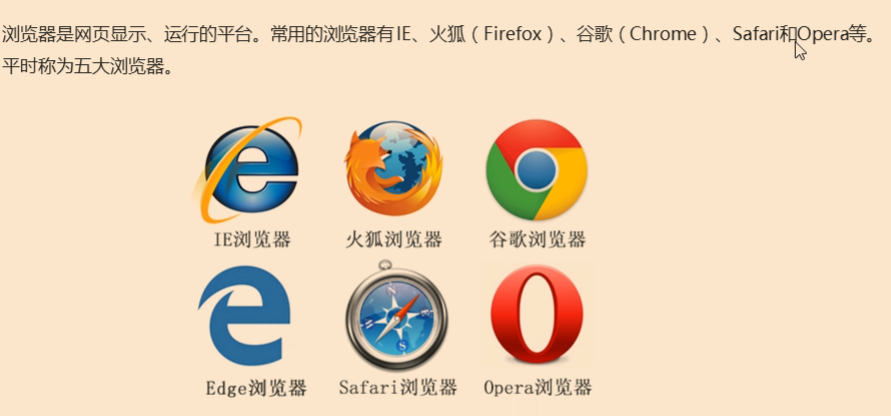 浏览器是网页显示、运行的平台。常用的浏览器有IE、火狐（Firefox）、谷歌（Chrome）、Safari和Opera等。
平时称为五大浏览器。
IE浏览器 火狐浏览器 谷歌浏览器
Edge浏览器 Safari浏览器 Opera浏览器